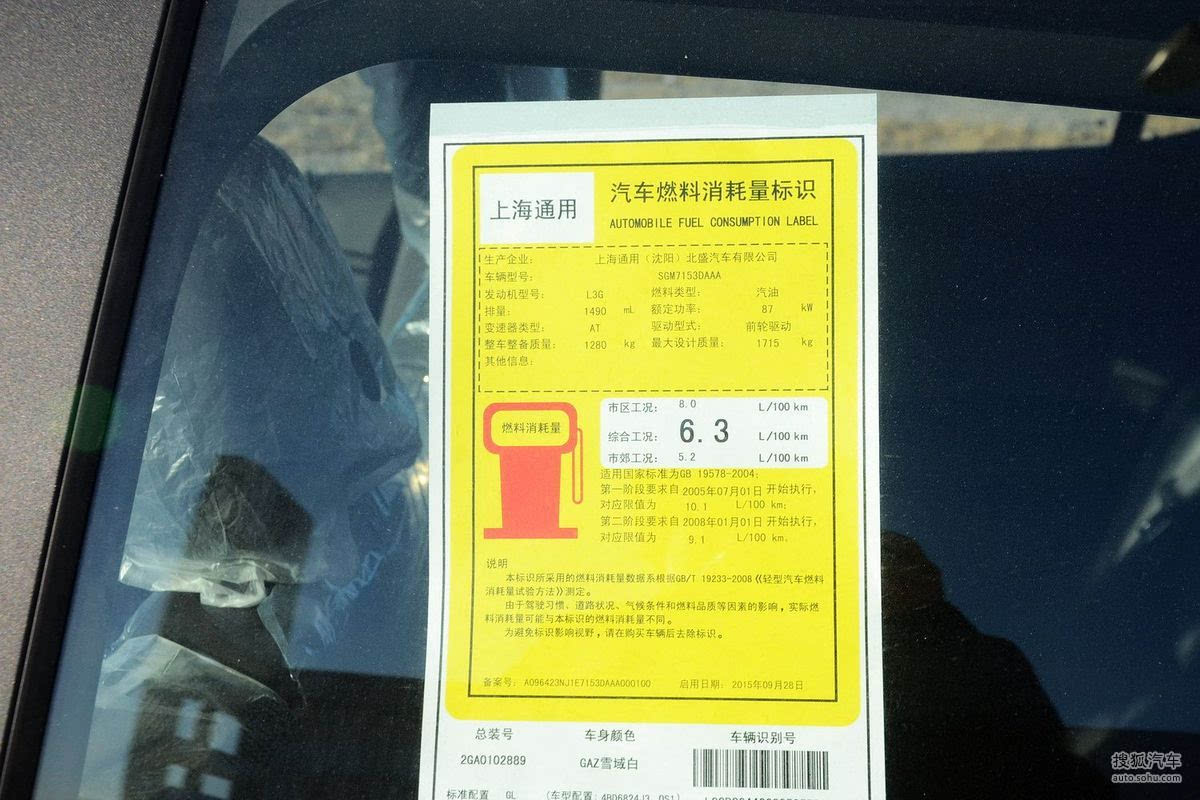 上海通用
汽车燃料消耗量标识
AUTOMOBILE FUEL CONSUMPTION LABEL
生产企业: 上海通用(沈阳)北盛汽车有限公司
车辆型号: SGM7153DAAA
发动机型号: L3G 燃料类型: 汽油
排量: 1490 mL 额定功率: 87 kW
变速器类型: AT 驱动型式: 前轮驱动
整车整备质量: 1280 kg 最大设计质量: 1715 kg
其他信息:
燃料消耗量
市区工况: 8.0 L/100 km
综合工况: 6.3 L/100 km
市郊工况: 5.2 L/100 km
适用国家标准为GB 19578-2004;
第一阶段要求自 2005年07月01日 开始执行,
对应限值为 10.1 L/100 km;
第二阶段要求自 2008年01月01日 开始执行,
对应限值为 9.1 L/100 km.
说明
本标识所采用的燃料消耗量数据系根据GB/T 19233-2008《轻型汽车燃料
消耗量试验方法》测定。
由于驾驶习惯、道路状况、气候条件和燃料品质等因素的影响,实际燃
料消耗量可能与本标识的燃料消耗量不同。
为避免标识影响视野,请在购买车辆后去除标识。
备案号: A096423NJ1E7153DAAA000100 启用日期: 2015年09月28日
总装号 车身颜色 车辆识别号
2GA0102889 GAZ雪域白
标准配置 GL (车型配置:4BD6824J3
搜狐汽车
auto.sohu.com